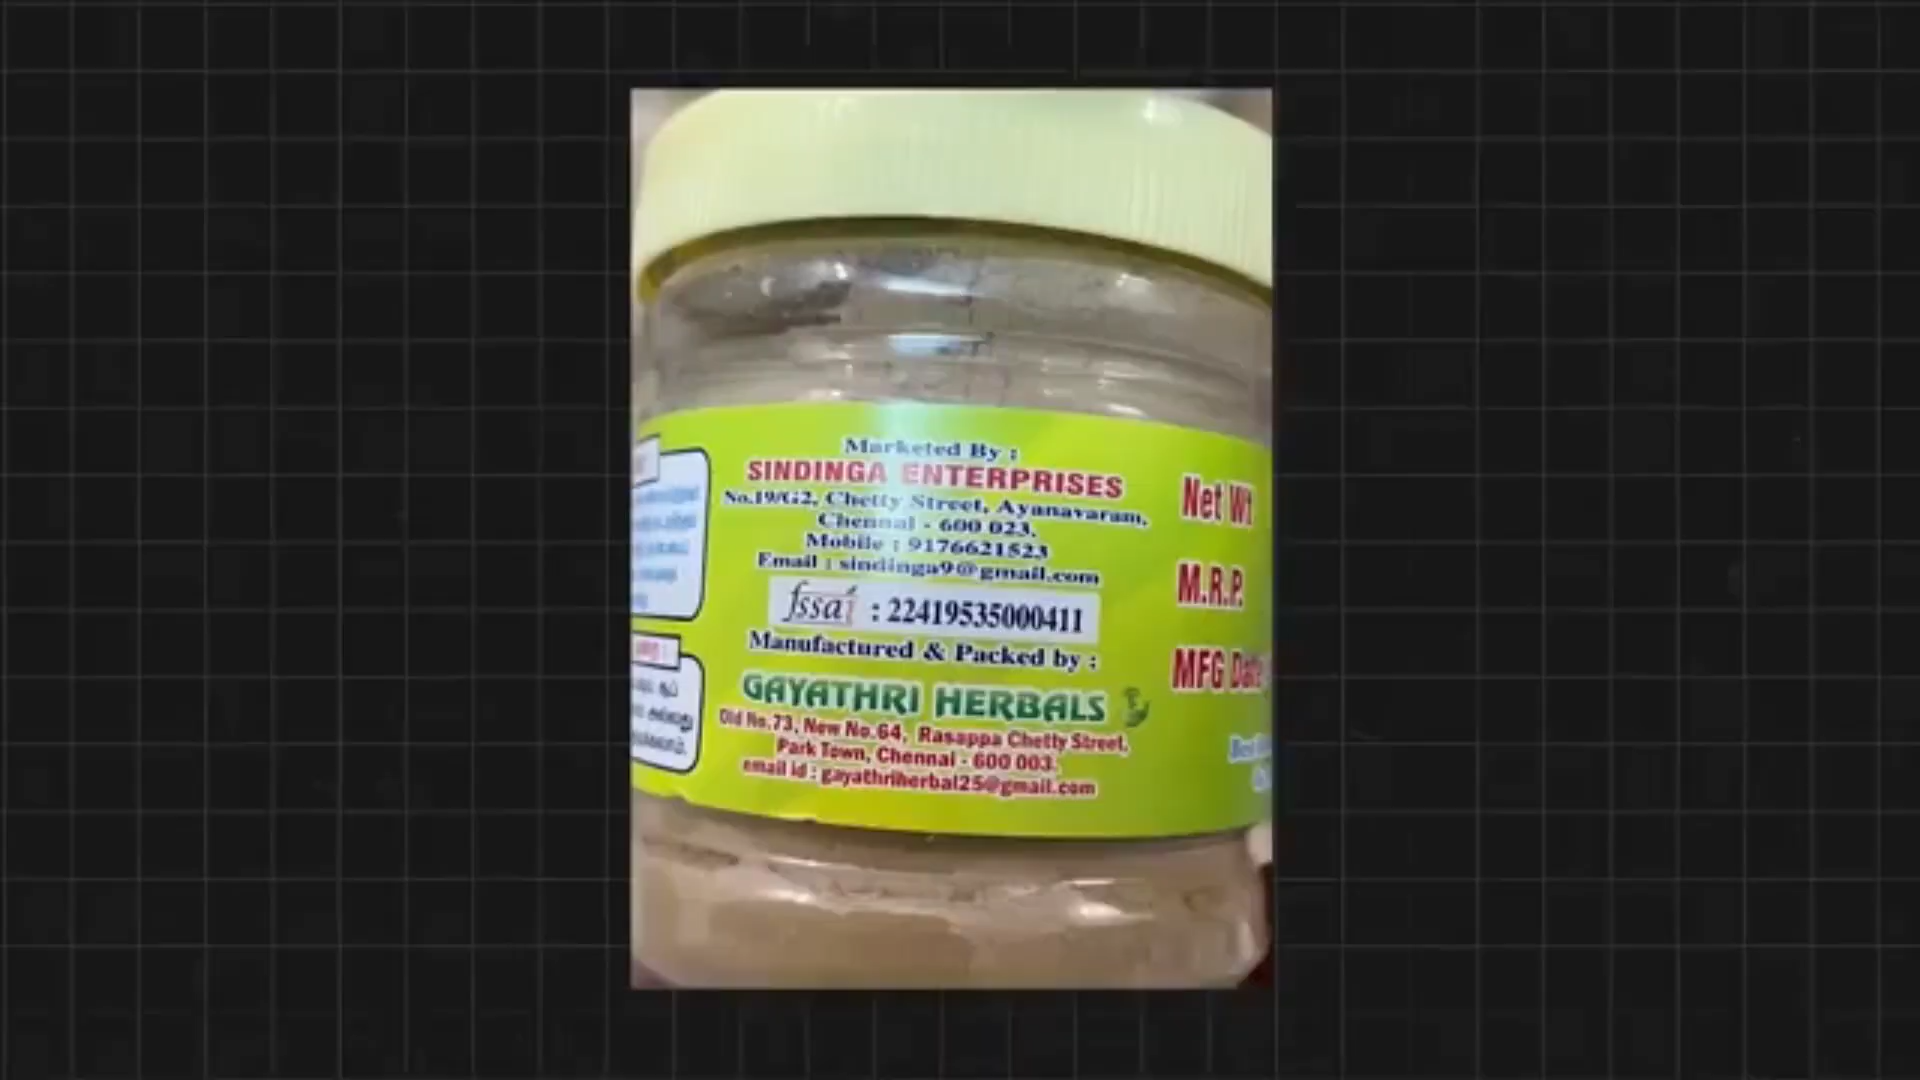 Marketed By :
SINDINGA ENTERPRISES
No.19/G2, Chetty Street, Ayanavaram,
Chennai - 600 023.
Mobile : 9176621523
Email : sindinga9@gmail.com
fssai : 22419535000411
Manufactured & Packed by :
GAYATHRI HERBALS
Old No.73, New No.64, Rasappa Chetty Street,
Park Town, Chennai - 600 003.
email id : gayathriherbal25@gmail.com
Net Wt
M.R.P.
MFG Date